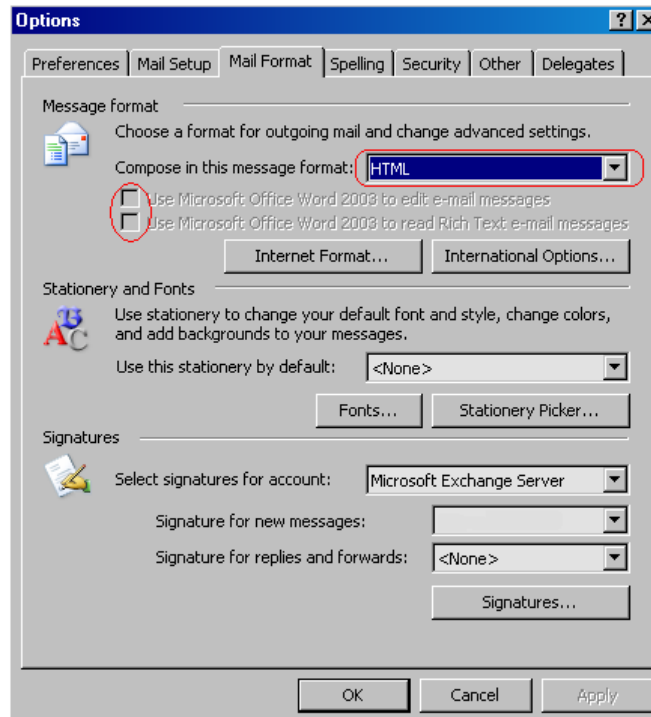 Options
Preferences Mail Setup Mail Format Spelling Security Other Delegates
Message format
Choose a format for outgoing mail and change advanced settings.
Compose in this message format: HTML
Use Microsoft Office Word 2003 to edit e-mail messages
Use Microsoft Office Word 2003 to read Rich Text e-mail messages
Internet Format... International Options...
Stationery and Fonts
Use stationery to change your default font and style, change colors,
and add backgrounds to your messages.
Use this stationery by default: <None>
Fonts... Stationery Picker...
Signatures
Select signatures for account: Microsoft Exchange Server
Signature for new messages:
Signature for replies and forwards: <None>
Signatures...
OK Cancel Apply